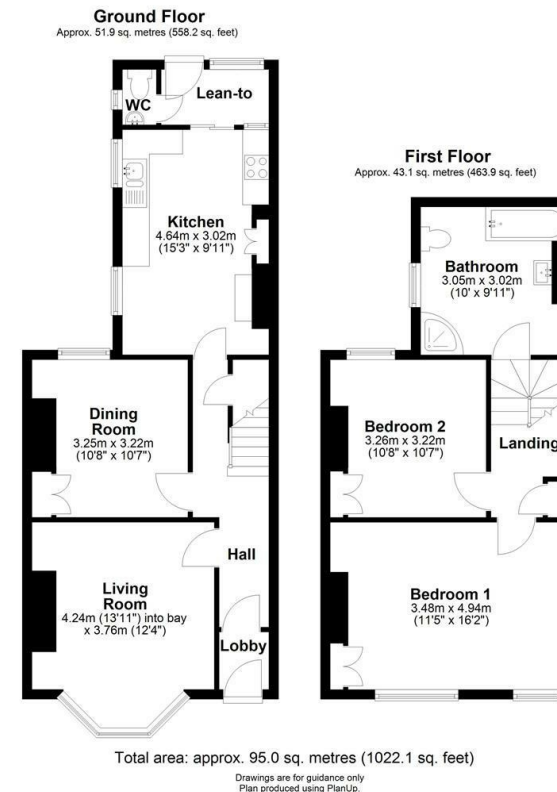 Ground Floor
Approx. 51.9 sq. metres (558.2 sq. feet)
WC
Lean-to
Kitchen
4.64m x 3.02m
(15'3" x 9'11")
Dining
Room
3.25m x 3.22m
(10'8" x 10'7")
Hall
Living
Room
4.24m (13'11") into bay
x 3.76m (12'4")
Lobby
First Floor
Approx. 43.1 sq. metres (463.9 sq. feet)
Bathroom
3.05m x 3.02m
(10' x 9'11")
Bedroom 2
3.26m x 3.22m
(10'8" x 10'7")
Landing
Bedroom 1
3.48m x 4.94m
(11'5" x 16'2")
Total area: approx. 95.0 sq. metres (1022.1 sq. feet)
Drawings are for guidance only
Plan produced using PlanUp.